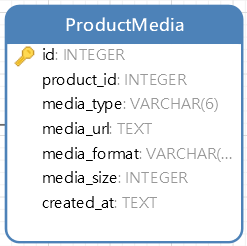 ProductMedia
id: INTEGER
product_id: INTEGER
media_type: VARCHAR(6)
media_url: TEXT
media_format: VARCHAR(...
media_size: INTEGER
created_at: TEXT